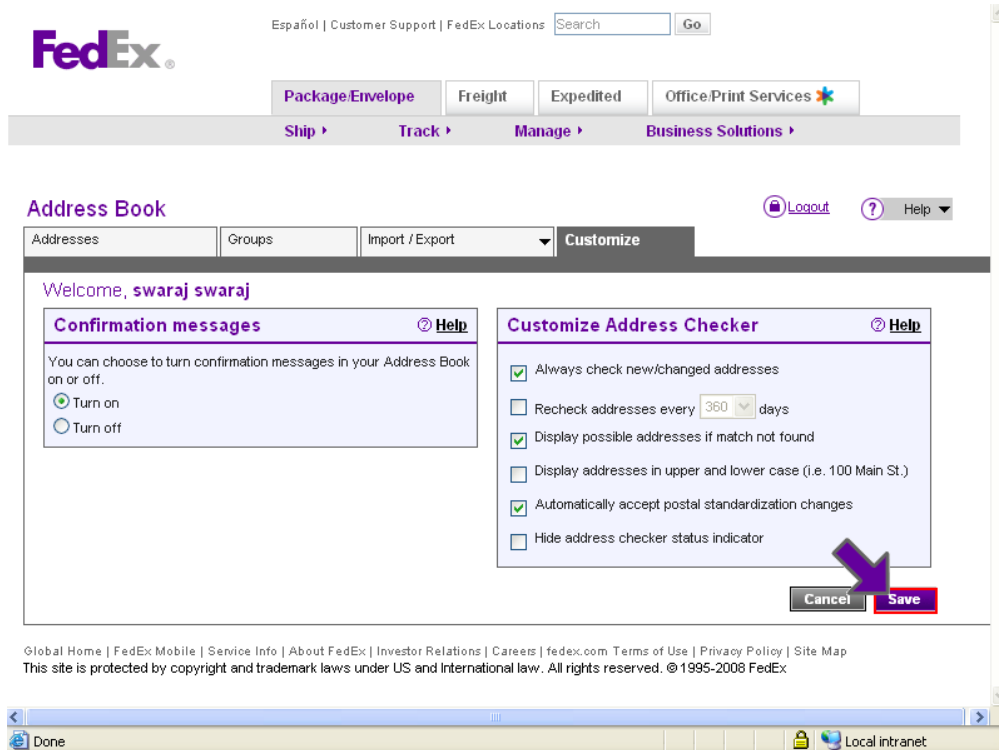 Español | Customer Support | FedEx Locations Search Go
FedEx ®
Package/Envelope Freight Expedited Office/Print Services
Ship Track Manage Business Solutions
Address Book Logout ? Help
Addresses Groups Import / Export Customize
Welcome, swaraj swaraj
Confirmation messages ? Help
You can choose to turn confirmation messages in your Address Book
on or off.
Turn on
Turn off
Customize Address Checker ? Help
Always check new/changed addresses
Recheck addresses every 360 days
Display possible addresses if match not found
Display addresses in upper and lower case (i.e. 100 Main St.)
Automatically accept postal standardization changes
Hide address checker status indicator
Cancel Save
Global Home | FedEx Mobile | Service Info | About FedEx | Investor Relations | Careers | fedex.com Terms of Use | Privacy Policy | Site Map
This site is protected by copyright and trademark laws under US and International law. All rights reserved. © 1995-2008 FedEx
Done Local intranet